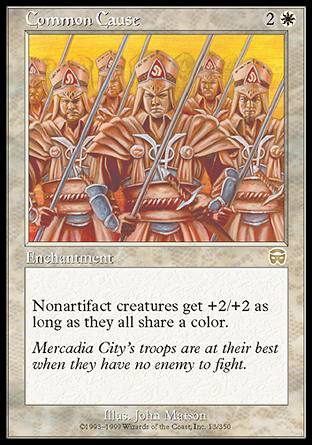 Common Cause 2
Enchantment
Nonartifact creatures get +2/+2 as
long as they all share a color.
Mercadia City's troops are at their best
when they have no enemy to fight.
Illus. John Matson
©1993–1999 Wizards of the Coast, Inc. 13/350